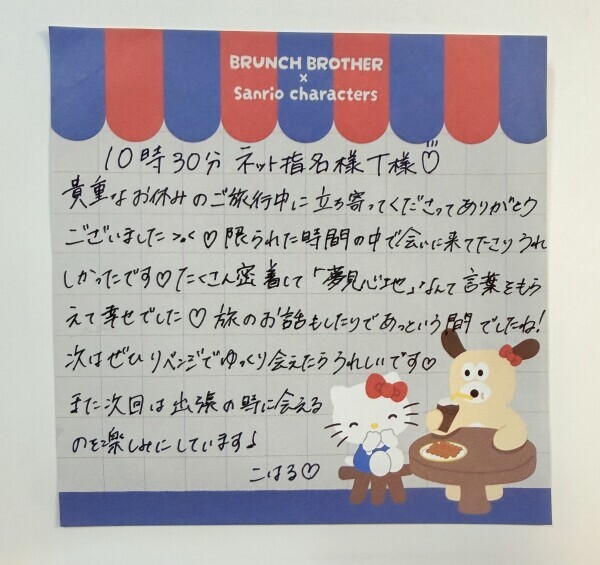 BRUNCH BROTHER
×
Sanrio characters
10時30分 ネット指名様 T様♡
貴重なお休みのご旅行中に立ち寄ってくださってありがとう
ございました>.<♡ 限られた時間の中で会いに来て下さりうれ
しかったです♡ たくさん密着して「夢見心地」なんて言葉をもら
えて幸せでした♡ 旅のお話もしたりであっという間でしたね!
次はぜひリベンジでゆっくり会えたらうれしいです♡
また次回は出張の時に会える
のを楽しみにしています♪
こはる♡